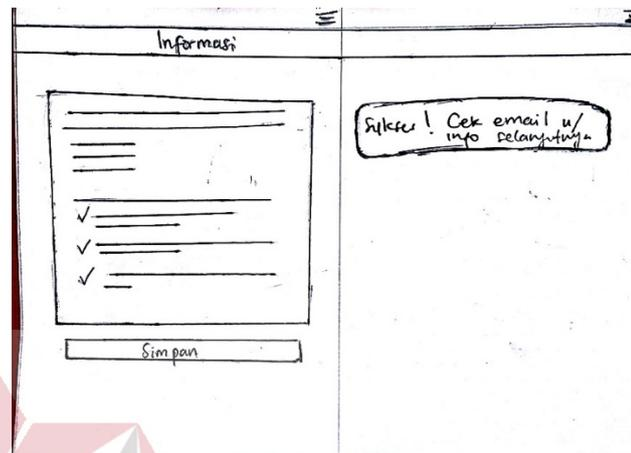 Informasi
Simpan
Sukses! Cek email u/
info selanjutnya